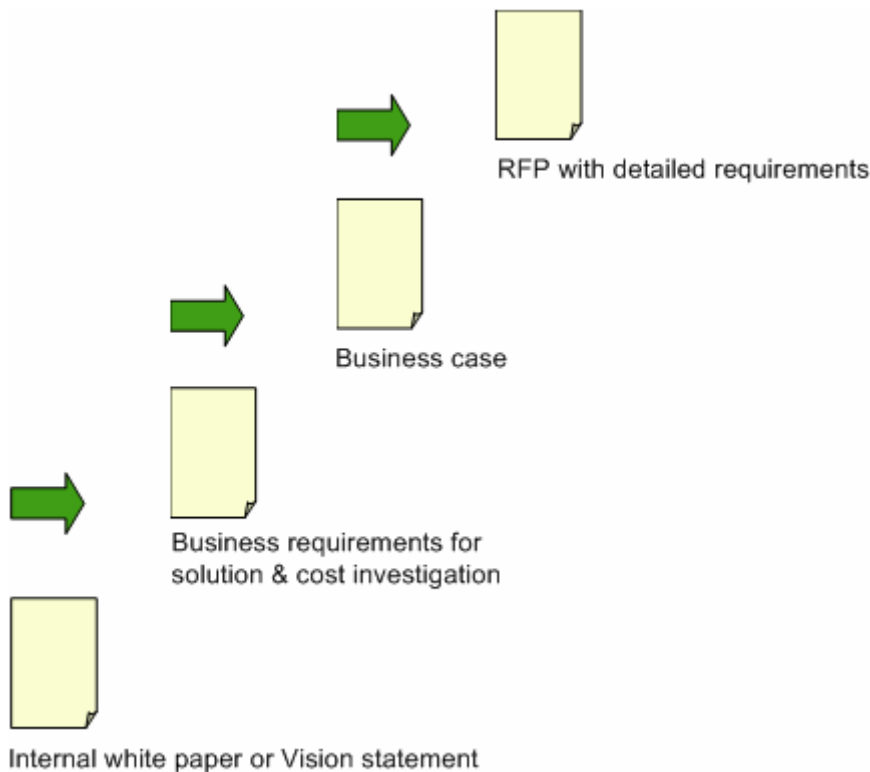 RFP with detailed requirements
Business case
Business requirements for
solution & cost investigation
Internal white paper or Vision statement